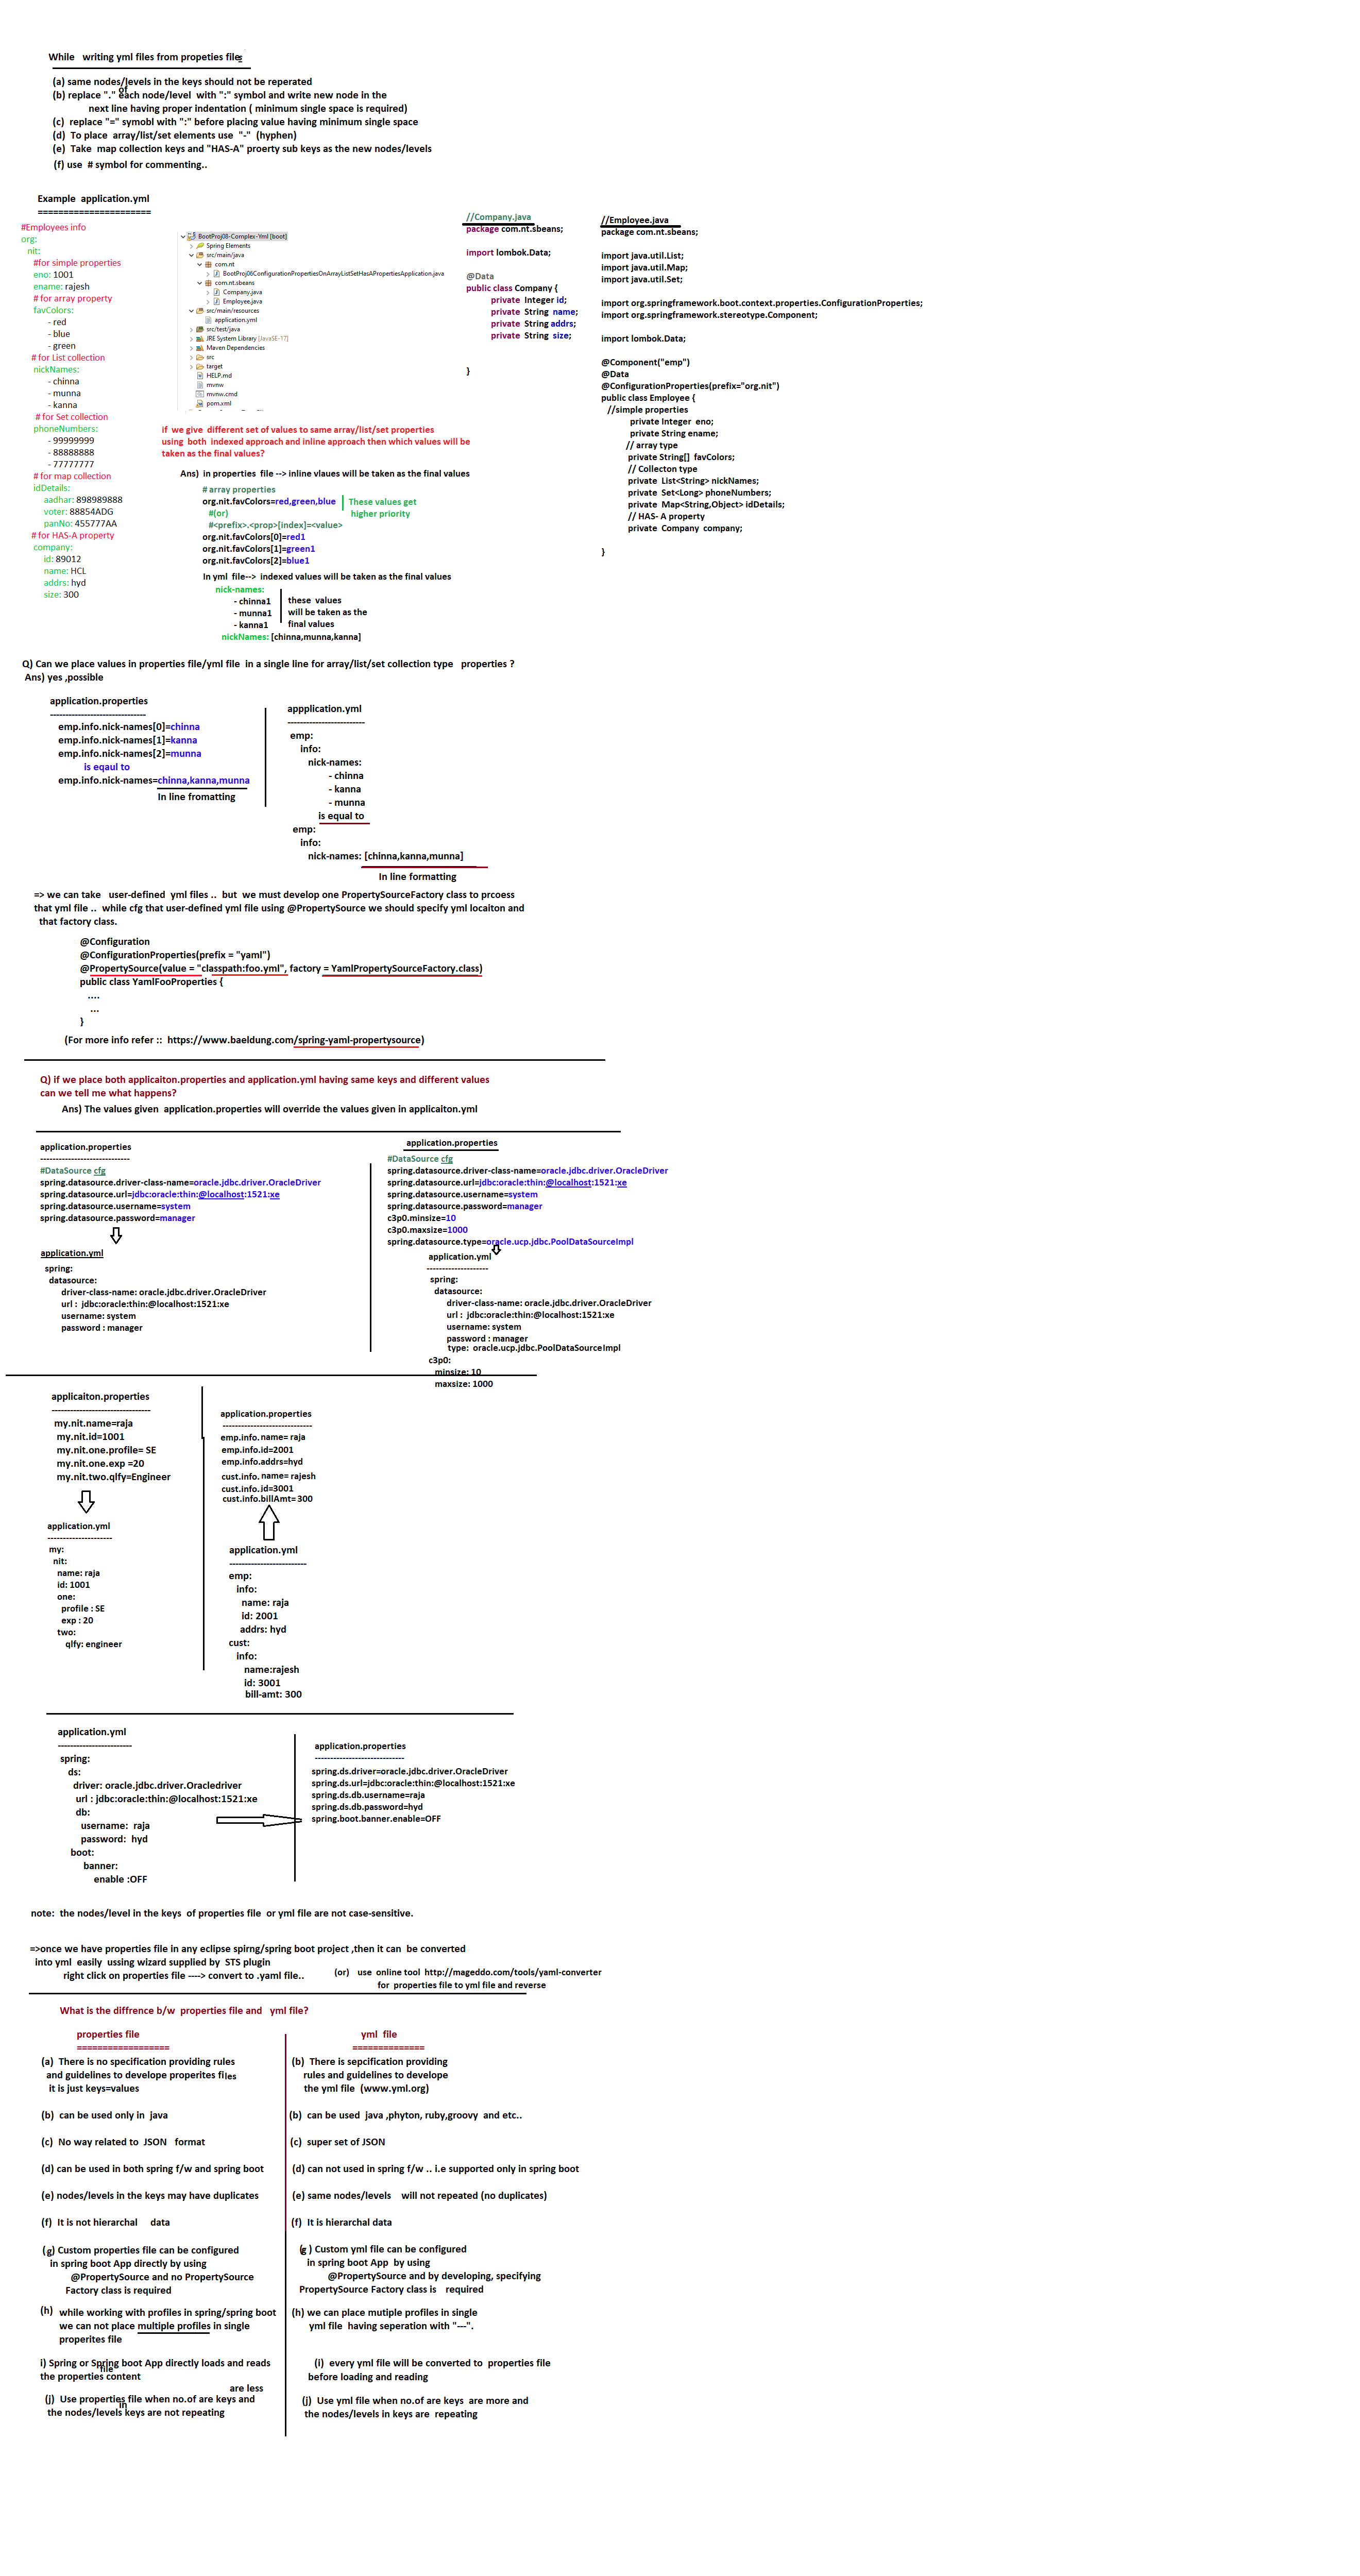 While writing yml files from propeties file:
(a) same nodes/levels in the keys should not be reperated
(b) replace "." of each node/level with ":" symbol and write new node in the
next line having proper indentation ( minimum single space is required)
(c) replace "=" symobl with ":" before placing value having minimum single space
(d) To place array/list/set elements use "-" (hyphen)
(e) Take map collection keys and "HAS-A" proerty sub keys as the new nodes/levels
(f) use # symbol for commenting..
Example application.yml
======================
#Employees info
org:
nit:
#for simple properties
eno: 1001
ename: rajesh
# for array property
favColors:
- red
- blue
- green
# for List collection
nickNames:
- chinna
- munna
- kanna
# for Set collection
phoneNumbers:
- 99999999
- 88888888
- 77777777
# for map collection
idDetails:
aadhar: 898989888
voter: 88854ADG
panNo: 455777AA
# for HAS-A property
company:
id: 89012
name: HCL
addrs: hyd
size: 300
BootProj08-Complex-Yml [boot]
Spring Elements
src/main/java
com.nt
BootProj06ConfigurationPropertiesOnArrayListSetHasAPropertiesApplication.java
com.nt.sbeans
Company.java
Employee.java
src/main/resources
application.yml
src/test/java
JRE System Library [JavaSE-17]
Maven Dependencies
src
target
HELP.md
mvnw
mvnw.cmd
pom.xml
//Company.java
package com.nt.sbeans;
import lombok.Data;
@Data
public class Company {
private Integer id;
private String name;
private String addrs;
private String size;
}
//Employee.java
package com.nt.sbeans;
import java.util.List;
import java.util.Map;
import java.util.Set;
import org.springframework.boot.context.properties.ConfigurationProperties;
import org.springframework.stereotype.Component;
import lombok.Data;
@Component("emp")
@Data
@ConfigurationProperties(prefix="org.nit")
public class Employee {
//simple properties
private Integer eno;
private String ename;
// array type
private String[] favColors;
// Collecton type
private List<String> nickNames;
private Set<Long> phoneNumbers;
private Map<String,Object> idDetails;
// HAS- A property
private Company company;
}
if we give different set of values to same array/list/set properties
using both indexed approach and inline approach then which values will be
taken as the final values?
Ans) in properties file --> inline vlaues will be taken as the final values
# array properties
org.nit.favColors=red,green,blue
#(or)
#<prefix>.<prop>[index]=<value>
org.nit.favColors[0]=red1
org.nit.favColors[1]=green1
org.nit.favColors[2]=blue1
These values get
higher priority
In yml file--> indexed values will be taken as the final values
nick-names:
- chinna1
- munna1
- kanna1
these values
will be taken as the
final values
nickNames: [chinna,munna,kanna]
Q) Can we place values in properties file/yml file in a single line for array/list/set collection type properties ?
Ans) yes ,possible
application.properties
-------------------------------
emp.info.nick-names[0]=chinna
emp.info.nick-names[1]=kanna
emp.info.nick-names[2]=munna
is eqaul to
emp.info.nick-names=chinna,kanna,munna
In line fromatting
appplication.yml
-------------------------
emp:
info:
nick-names:
- chinna
- kanna
- munna
is equal to
emp:
info:
nick-names: [chinna,kanna,munna]
In line formatting
=> we can take user-defined yml files .. but we must develop one PropertySourceFactory class to prcoess
that yml file .. while cfg that user-defined yml file using @PropertySource we should specify yml locaiton and
that factory class.
@Configuration
@ConfigurationProperties(prefix = "yaml")
@PropertySource(value = "classpath:foo.yml", factory = YamlPropertySourceFactory.class)
public class YamlFooProperties {
....
...
}
(For more info refer :: https://www.baeldung.com/spring-yaml-propertysource)
Q) if we place both applicaiton.properties and application.yml having same keys and different values
can we tell me what happens?
Ans) The values given application.properties will override the values given in applicaiton.yml
application.properties
-----------------------------
#DataSource cfg
spring.datasource.driver-class-name=oracle.jdbc.driver.OracleDriver
spring.datasource.url=jdbc:oracle:thin:@localhost:1521:xe
spring.datasource.username=system
spring.datasource.password=manager
application.yml
spring:
datasource:
driver-class-name: oracle.jdbc.driver.OracleDriver
url : jdbc:oracle:thin:@localhost:1521:xe
username: system
password : manager
application.properties
#DataSource cfg
spring.datasource.driver-class-name=oracle.jdbc.driver.OracleDriver
spring.datasource.url=jdbc:oracle:thin:@localhost:1521:xe
spring.datasource.username=system
spring.datasource.password=manager
c3p0.minsize=10
c3p0.maxsize=1000
spring.datasource.type=oracle.ucp.jdbc.PoolDataSourceImpl
application.yml
--------------------
spring:
datasource:
driver-class-name: oracle.jdbc.driver.OracleDriver
url : jdbc:oracle:thin:@localhost:1521:xe
username: system
password : manager
type: oracle.ucp.jdbc.PoolDataSourceImpl
c3p0:
minsize: 10
maxsize: 1000
applicaiton.properties
--------------------------------
my.nit.name=raja
my.nit.id=1001
my.nit.one.profile= SE
my.nit.one.exp =20
my.nit.two.qlfy=Engineer
application.yml
---------------------
my:
nit:
name: raja
id: 1001
one:
profile : SE
exp : 20
two:
qlfy: engineer
application.properties
-----------------------------
emp.info. name= raja
emp.info.id=2001
emp.info.addrs=hyd
cust.info. name= rajesh
cust.info. id=3001
cust.info.billAmt= 300
application.yml
-------------------------
emp:
info:
name: raja
id: 2001
addrs: hyd
cust:
info:
name:rajesh
id: 3001
bill-amt: 300
application.yml
------------------------
spring:
ds:
driver: oracle.jdbc.driver.Oracledriver
url : jdbc:oracle:thin:@localhost:1521:xe
db:
username: raja
password: hyd
boot:
banner:
enable :OFF
application.properties
-----------------------------
spring.ds.driver=oracle.jdbc.driver.OracleDriver
spring.ds.url=jdbc:oracle:thin:@localhost:1521:xe
spring.ds.db.username=raja
spring.ds.db.password=hyd
spring.boot.banner.enable=OFF
note: the nodes/level in the keys of properties file or yml file are not case-sensitive.
=>once we have properties file in any eclipse spirng/spring boot project ,then it can be converted
into yml easily ussing wizard supplied by STS plugin
right click on properties file ----> convert to .yaml file..
(or) use online tool http://mageddo.com/tools/yaml-converter
for properties file to yml file and reverse
What is the diffrence b/w properties file and yml file?
properties file
==================
(a) There is no specification providing rules
and guidelines to develope properites files
it is just keys=values
(b) can be used only in java
(c) No way related to JSON format
(d) can be used in both spring f/w and spring boot
(e) nodes/levels in the keys may have duplicates
(f) It is not hierarchal data
(g) Custom properties file can be configured
in spring boot App directly by using
@PropertySource and no PropertySource
Factory class is required
(h) while working with profiles in spring/spring boot
we can not place multiple profiles in single
properites file
i) Spring or Spring boot App directly loads and reads
the properties file content
(j) Use properties file when no.of are keys and are less
the nodes/levels in keys are not repeating
yml file
==============
(b) There is sepcification providing
rules and guidelines to develope
the yml file (www.yml.org)
(b) can be used java ,phyton, ruby,groovy and etc..
(c) super set of JSON
(d) can not used in spring f/w .. i.e supported only in spring boot
(e) same nodes/levels will not repeated (no duplicates)
(f) It is hierarchal data
(g ) Custom yml file can be configured
in spring boot App by using
@PropertySource and by developing, specifying
PropertySource Factory class is required
(h) we can place mutiple profiles in single
yml file having seperation with "---".
(i) every yml file will be converted to properties file
before loading and reading
(j) Use yml file when no.of are keys are more and
the nodes/levels in keys are repeating